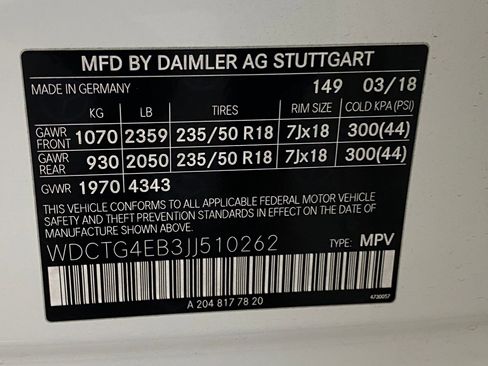 MFD BY DAIMLER AG STUTTGART
MADE IN GERMANY 149 03/18
KG LB TIRES RIM SIZE COLD KPA (PSI)
GAWR FRONT 1070 2359 235/50 R18 7Jx18 300(44)
GAWR REAR 930 2050 235/50 R18 7Jx18 300(44)
GVWR 1970 4343
THIS VEHICLE CONFORMS TO ALL APPLICABLE FEDERAL MOTOR VEHICLE
SAFETY, BUMPER AND THEFT PREVENTION STANDARDS IN EFFECT ON THE DATE OF
MANUFACTURE SHOWN ABOVE.
WDCTG4EB3JJ510262 TYPE: MPV
A 204 817 78 20
4730057